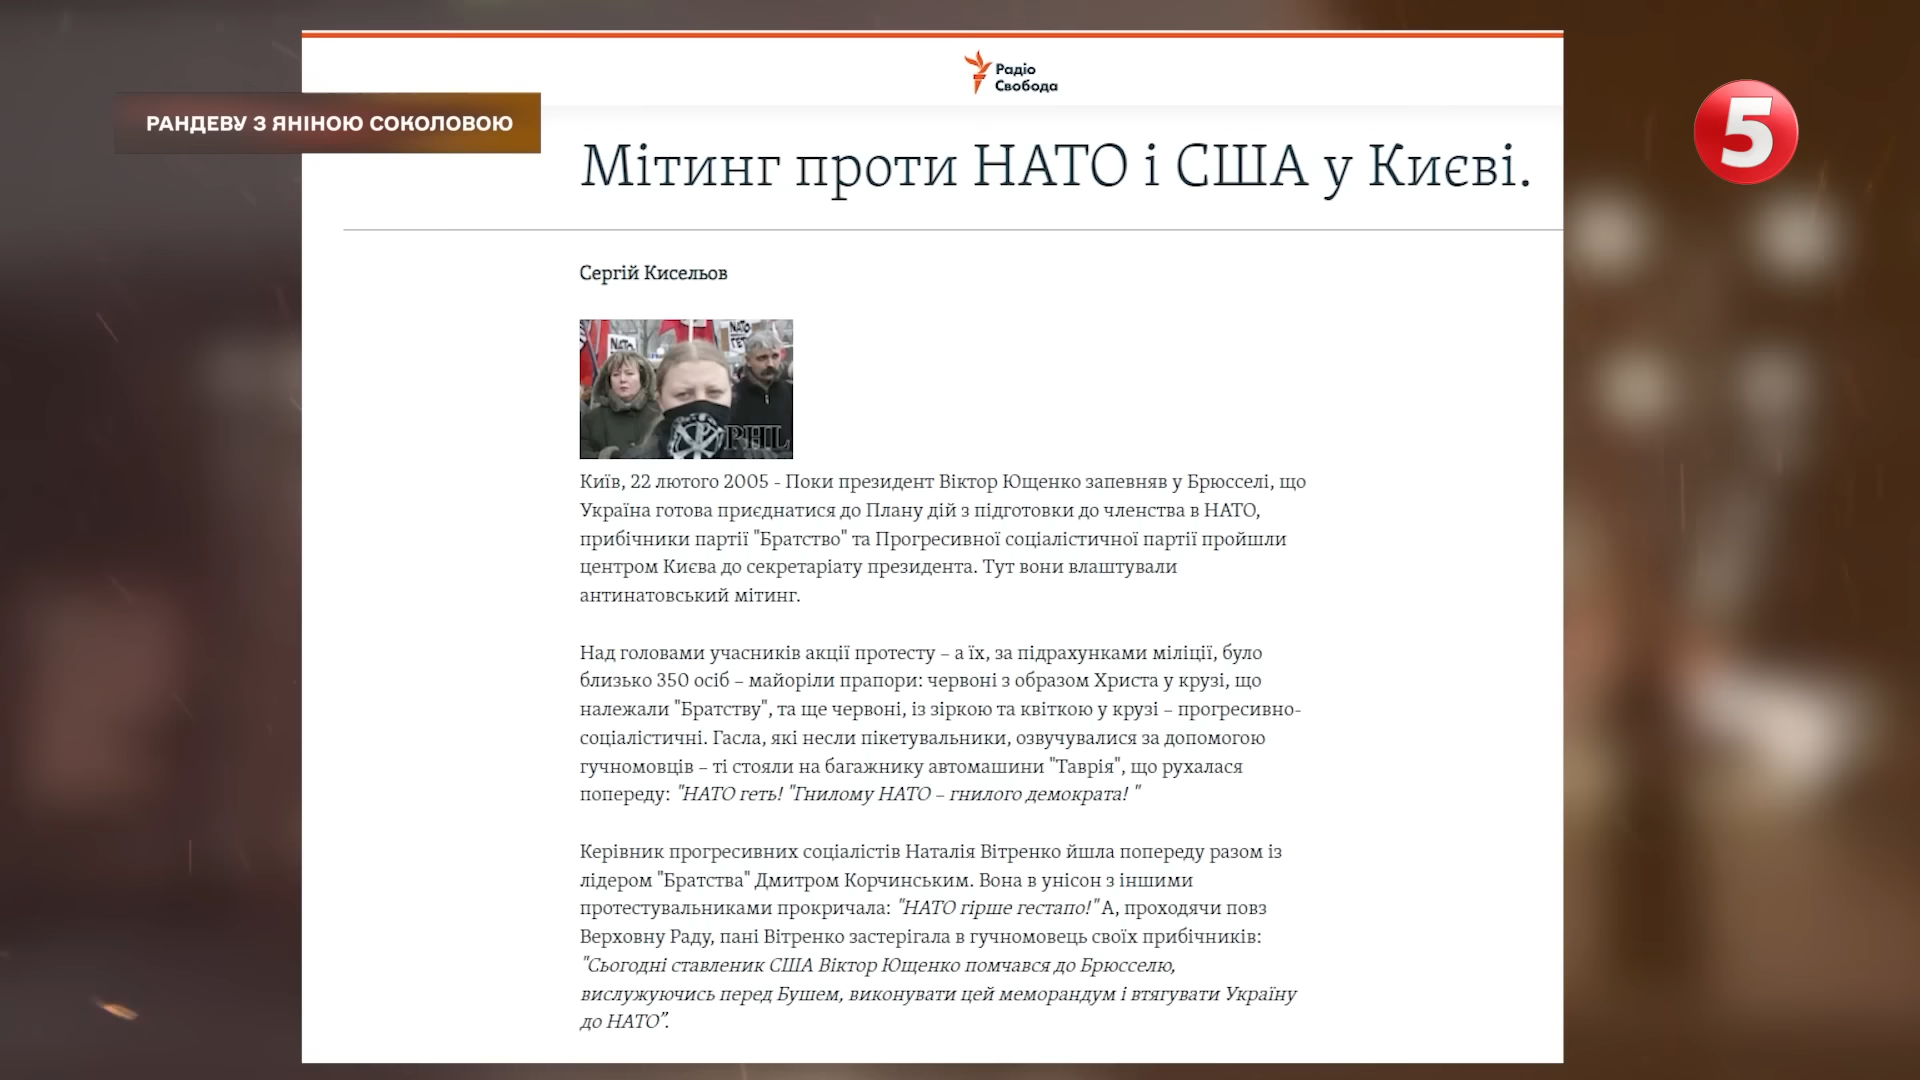 Радіо
Свобода
РАНДЕВУ З ЯНІНОЮ СОКОЛОВОЮ
5
Мітинг проти НАТО і США у Києві.
Сергій Кисельов
NATO
NATO
ГЕТЬ
PHL
Київ, 22 лютого 2005 - Поки президент Віктор Ющенко запевняв у Брюсселі, що
Україна готова приєднатися до Плану дій з підготовки до членства в НАТО,
прибічники партії "Братство" та Прогресивної соціалістичної партії пройшли
центром Києва до секретаріату президента. Тут вони влаштували
антинатовський мітинг.
Над головами учасників акції протесту – а їх, за підрахунками міліції, було
близько 350 осіб – майоріли прапори: червоні з образом Христа у крузі, що
належали "Братству", та ще червоні, із зіркою та квіткою у крузі – прогресивно-
соціалістичні. Гасла, які несли пікетувальники, озвучувалися за допомогою
гучномовців – ті стояли на багажнику автомашини "Таврія", що рухалася
попереду: "НАТО геть! "Гнилому НАТО – гнилого демократа! "
Керівник прогресивних соціалістів Наталія Вітренко йшла попереду разом із
лідером "Братства" Дмитром Корчинським. Вона в унісон з іншими
протестувальниками прокричала: "НАТО гірше гестапо!" А, проходячи повз
Верховну Раду, пані Вітренко застерігала в гучномовець своїх прибічників:
"Сьогодні ставленик США Віктор Ющенко помчався до Брюсселю,
вислужуючись перед Бушем, виконувати цей меморандум і втягувати Україну
до НАТО”.